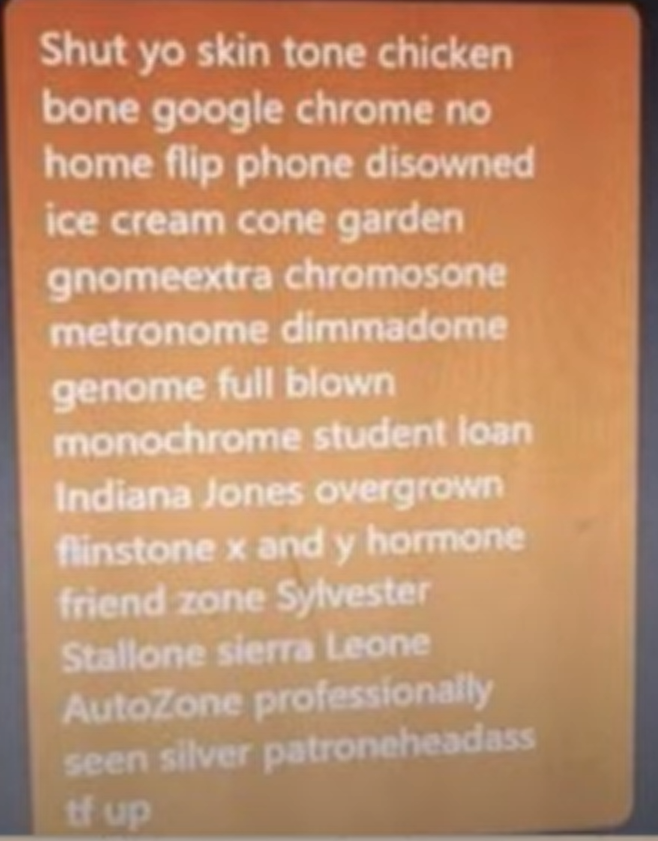 Shut yo skin tone chicken
bone google chrome no
home flip phone disowned
ice cream cone garden
gnomeextra chromosone
metronome dimmadome
genome full blown
monochrome student loan
Indiana Jones overgrown
flinstone x and y hormone
friend zone Sylvester
Stallone sierra Leone
AutoZone professionally
seen silver patroneheadass
tf up